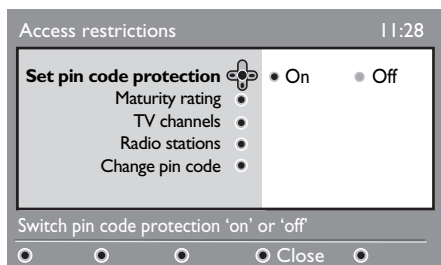 Access restrictions 11:28
Set pin code protection On Off
Maturity rating
TV channels
Radio stations
Change pin code
Switch pin code protection ‘on’ or ‘off’
Close